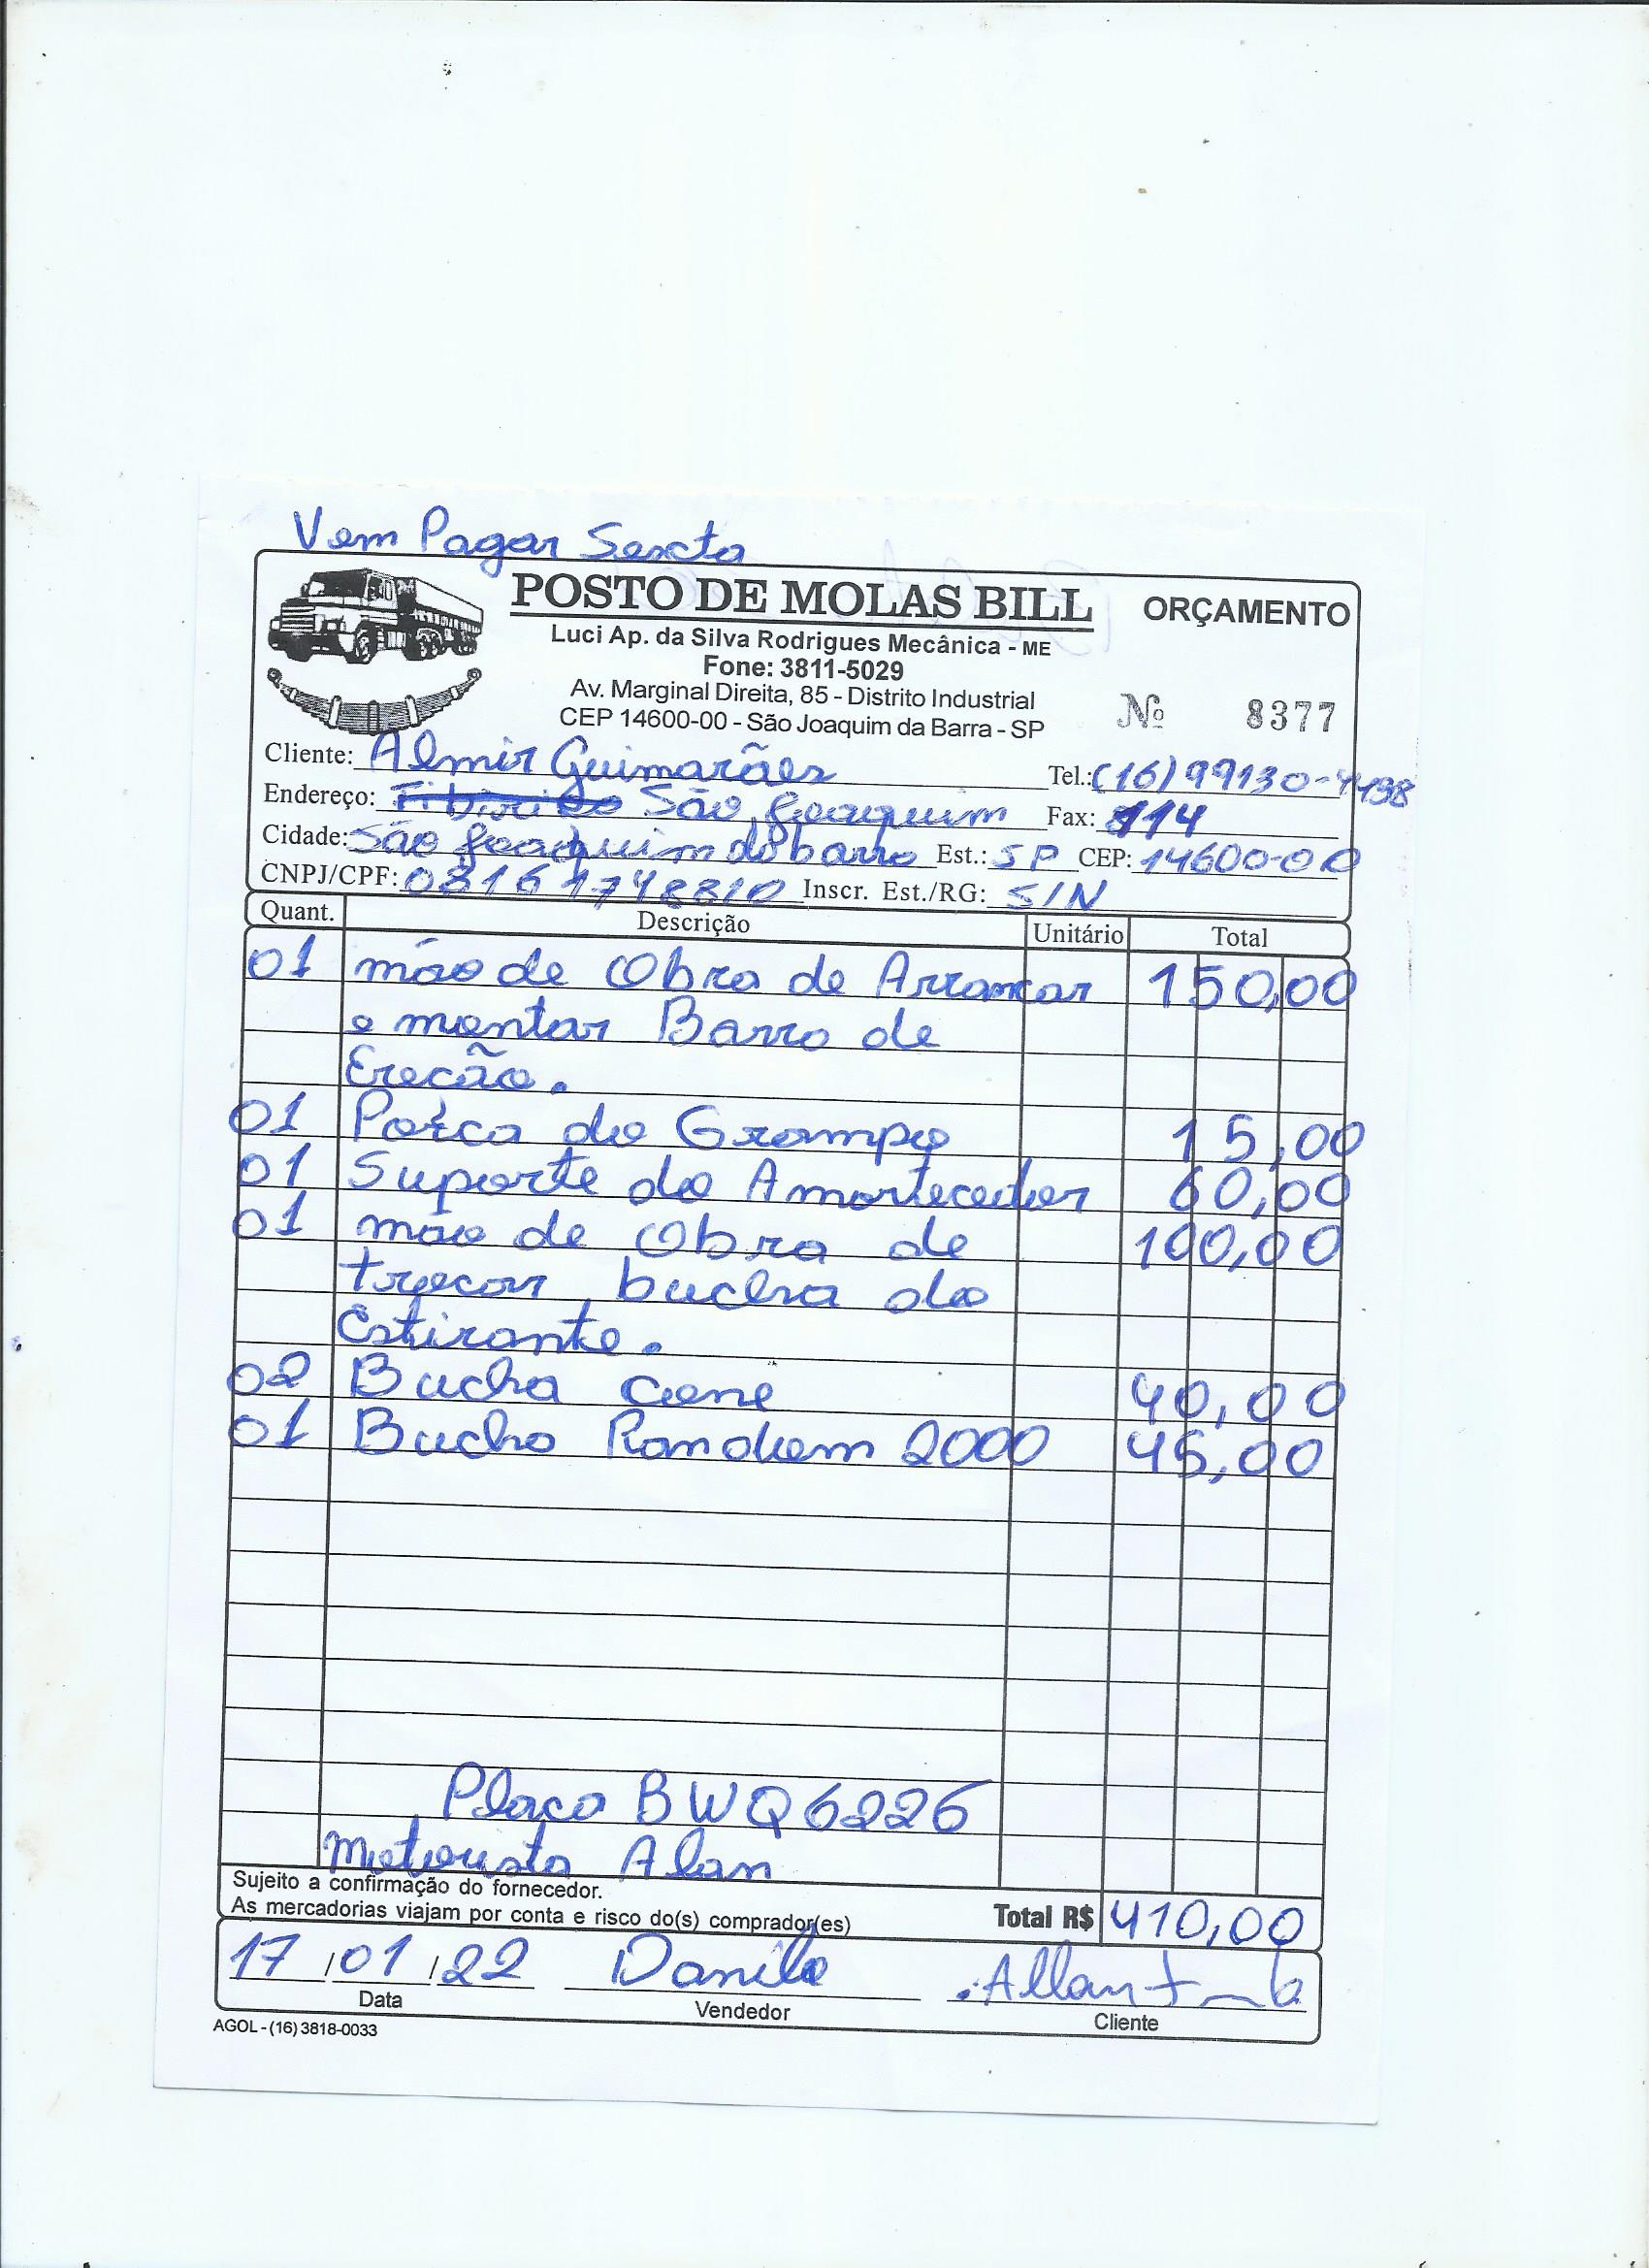 Vem Pagar Sexta
POSTO DE MOLAS BILL
ORÇAMENTO
Luci Ap. da Silva Rodrigues Mecânica - ME
Fone: 3811-5029
Av. Marginal Direita, 85 - Distrito Industrial
CEP 14600-00 - São Joaquim da Barra - SP
Nº 8377
Cliente: Almir Guimarães Tel.: (16) 99130-4498
Endereço: São Joaquim Fax: 114
Cidade: São Joaquim da barra Est.: SP CEP: 14600-00
CNPJ/CPF: 08161748810 Inscr. Est./RG: S/N
Quant. Descrição Unitário Total
01 mão de Obra de Arrancar 150,00
e montar Barra de
Ereção.
01 Porca do Grampo 15,00
01 Suporte do Amortecedor 60,00
01 mão de Obra de 100,00
trocar bucha do
Estirante.
02 Bucha cone 40,00
01 Bucha Randem 2000 45,00
Placa BWQ6226
Motorista Alan
Sujeito a confirmação do fornecedor.
As mercadorias viajam por conta e risco do(s) comprador(es)
Total R$ 410,00
17/01/22 Danilo Allan
Data Vendedor Cliente
AGOL - (16) 3818-0033